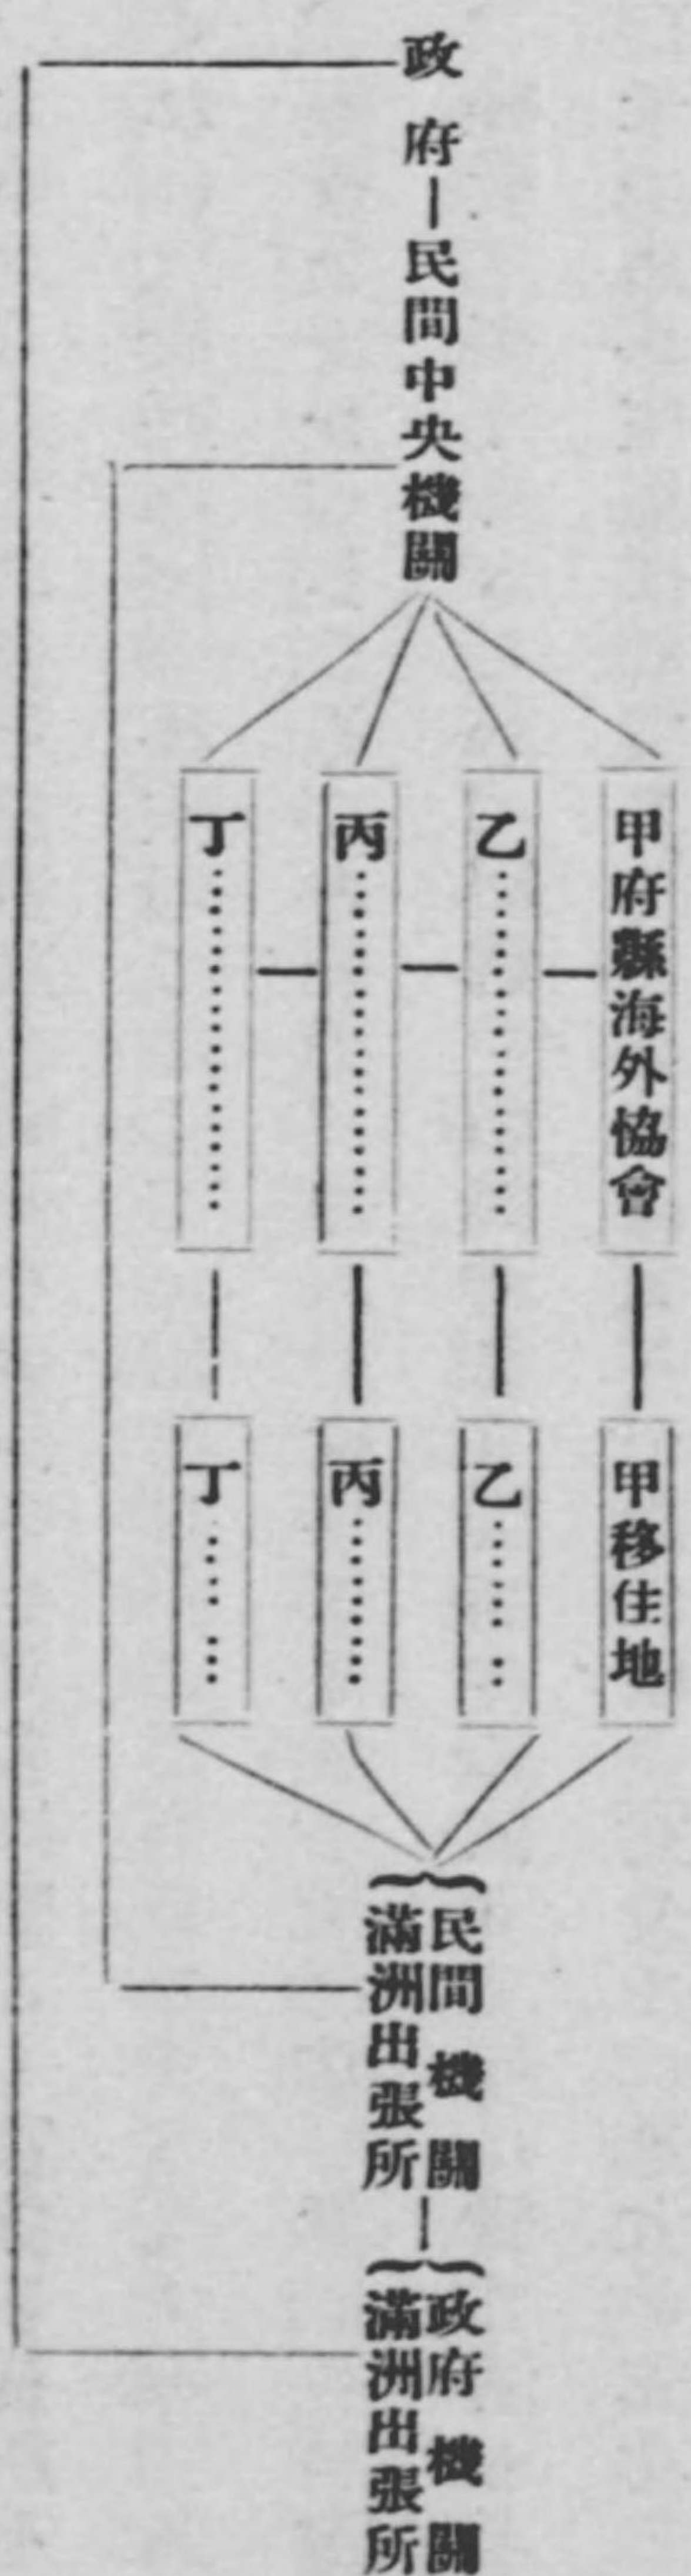 政府―民間中央機關
甲府縣海外協會
乙………………
丙………………
丁………………
甲移住地
乙………
丙………
丁………
民間機關
滿洲出張所
政府機關
滿洲出張所